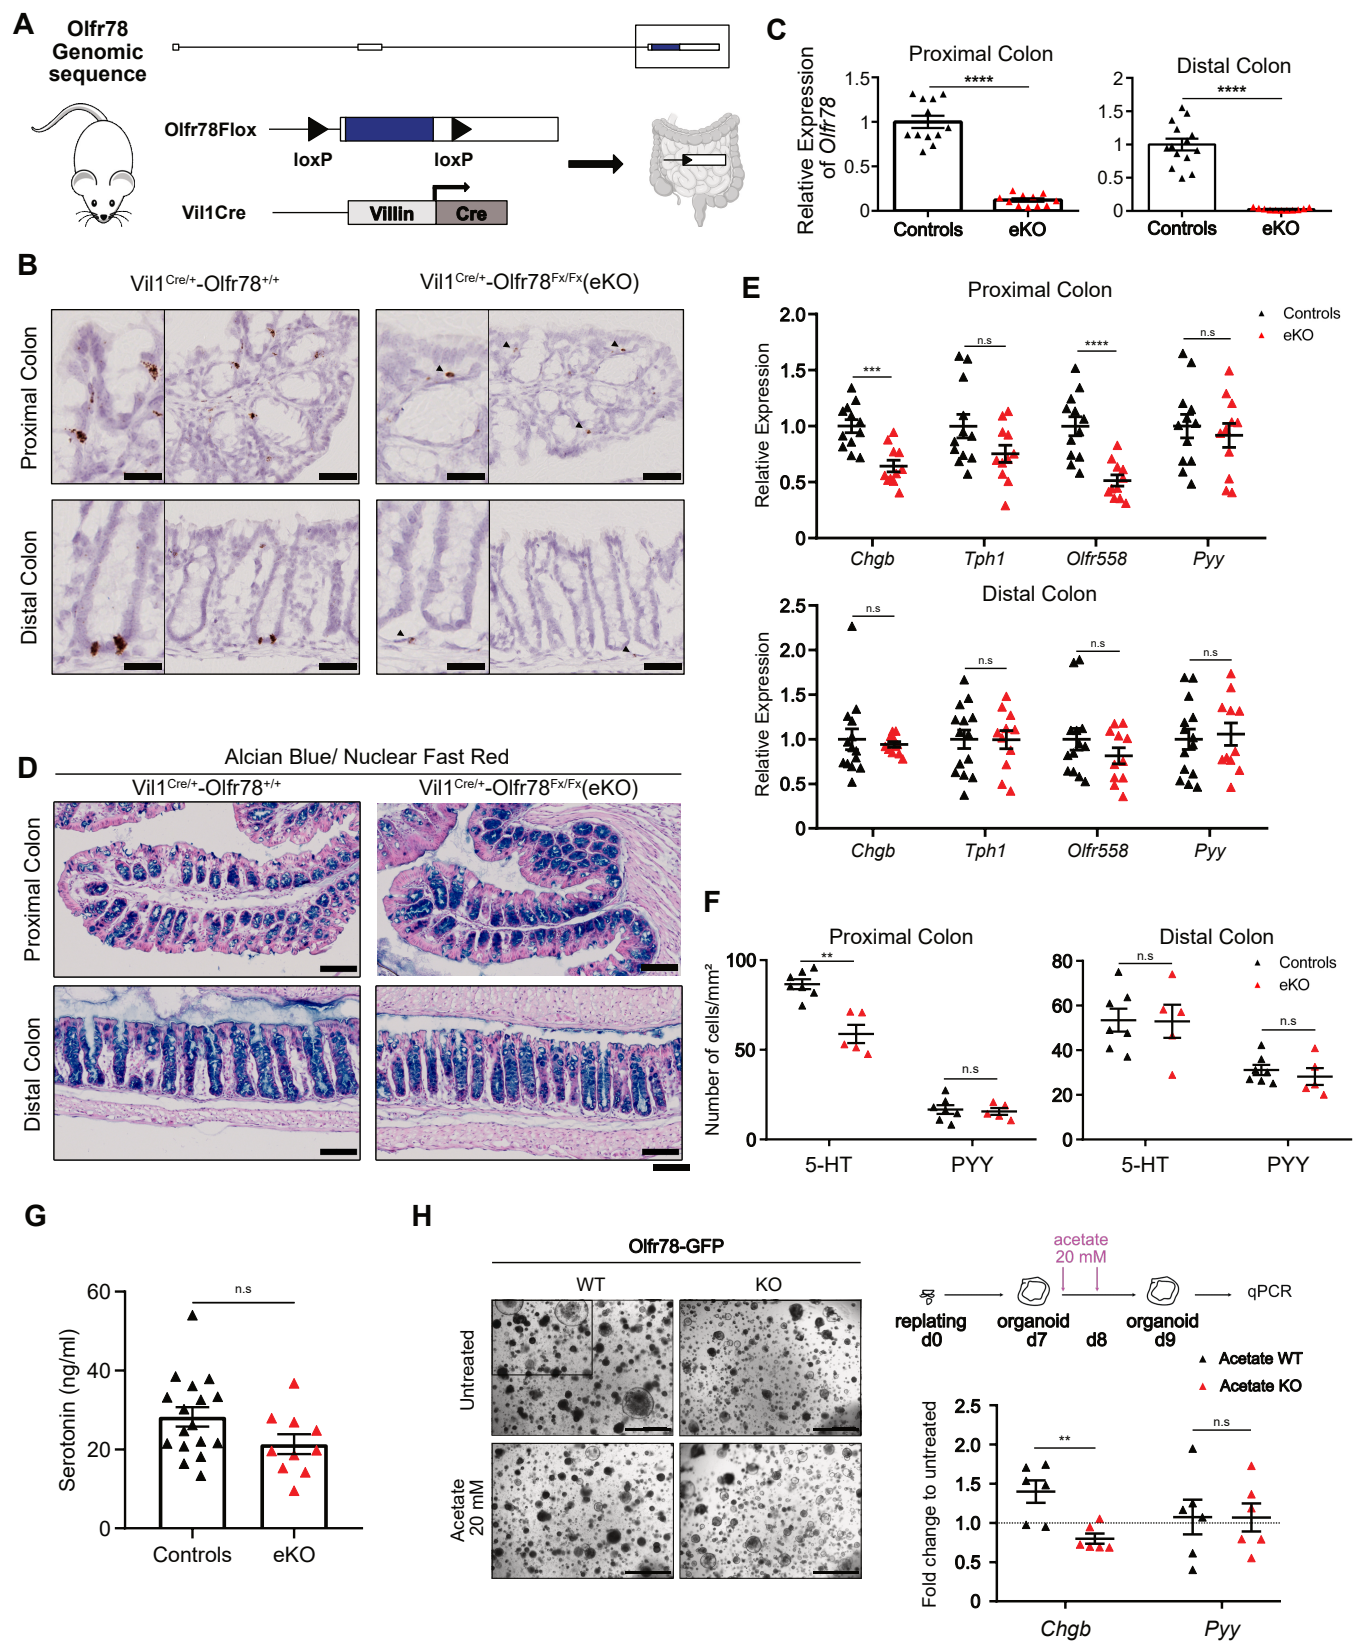 A
Olfr78
Genomic
sequence
Olfr78Flox
loxP
loxP
Vil1Cre
Villin
Cre
C
Proximal Colon
Distal Colon
Relative Expression
of Olfr78
1.5
1
0.5
0
****
Controls
eKO
2
1.5
1
0.5
0
****
Controls
eKO
B
Vil1Cre/+-Olfr78+/+
Vil1Cre/+-Olfr78Fx/Fx(eKO)
Proximal Colon
Distal Colon
E
Proximal Colon
Controls
eKO
Relative Expression
2.0
1.5
1.0
0.5
0
***
n.s
****
n.s
Chgb
Tph1
Olfr558
Pyy
Distal Colon
Relative Expression
2.5
2.0
1.5
1.0
0.5
0
n.s
n.s
n.s
n.s
Chgb
Tph1
Olfr558
Pyy
D
Alcian Blue/ Nuclear Fast Red
Vil1Cre/+-Olfr78+/+
Vil1Cre/+-Olfr78Fx/Fx(eKO)
Proximal Colon
Distal Colon
F
Proximal Colon
Distal Colon
Number of cells/mm²
100
50
0
**
n.s
5-HT
PYY
80
60
40
20
0
n.s
n.s
Controls
eKO
5-HT
PYY
G
Serotonin (ng/ml)
60
40
20
0
n.s
Controls
eKO
H
Olfr78-GFP
WT
KO
Untreated
Acetate
20 mM
acetate
20 mM
replating
d0
organoid
d7
d8
organoid
d9
qPCR
Acetate WT
Acetate KO
Fold change to untreated
2.5
2.0
1.5
1.0
0.5
0
**
n.s
Chgb
Pyy